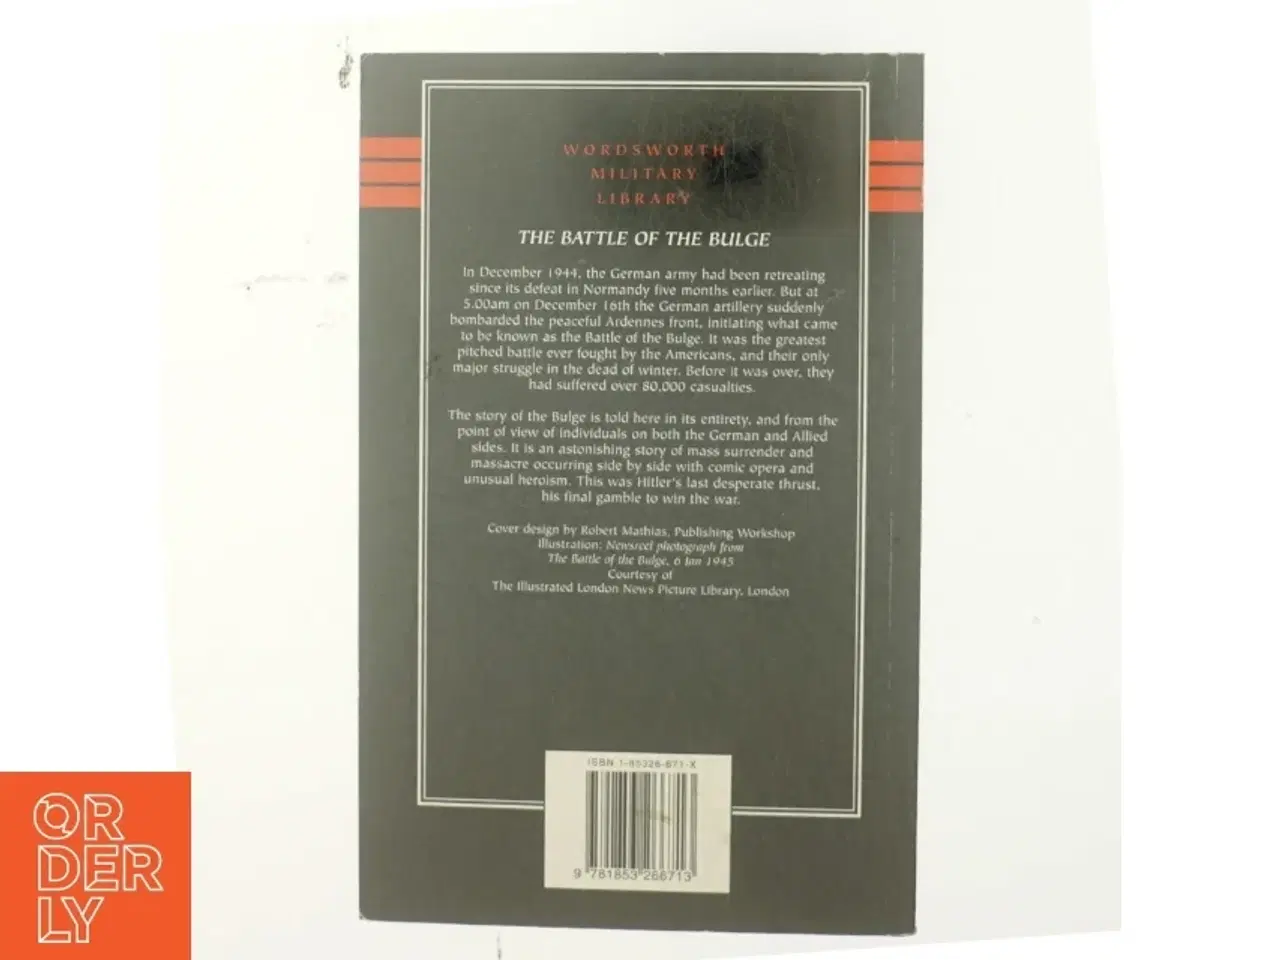 WORDSWORTH
MILITARY
LIBRARY
THE BATTLE OF THE BULGE
In December 1944, the German army had been retreating
since its defeat in Normandy five months earlier. But at
5.00am on December 16th the German artillery suddenly
bombarded the peaceful Ardennes front, initiating what came
to be known as the Battle of the Bulge. It was the greatest
pitched battle ever fought by the Americans, and their only
major struggle in the dead of winter. Before it was over, they
had suffered over 80,000 casualties.
The story of the Bulge is told here in its entirety, and from the
point of view of individuals on both the German and Allied
sides. It is an astonishing story of mass surrender and
massacre occurring side by side with comic opera and
unusual heroism. This was Hitler's last desperate thrust,
his final gamble to win the war.
Cover design by Robert Mathias, Publishing Workshop
Illustration: Newsreel photograph from
The Battle of the Bulge, 6 Jan 1945
Courtesy of
The Illustrated London News Picture Library, London
ISBN 1-85326-671-X
9 781853 266713
OR
DER
LY